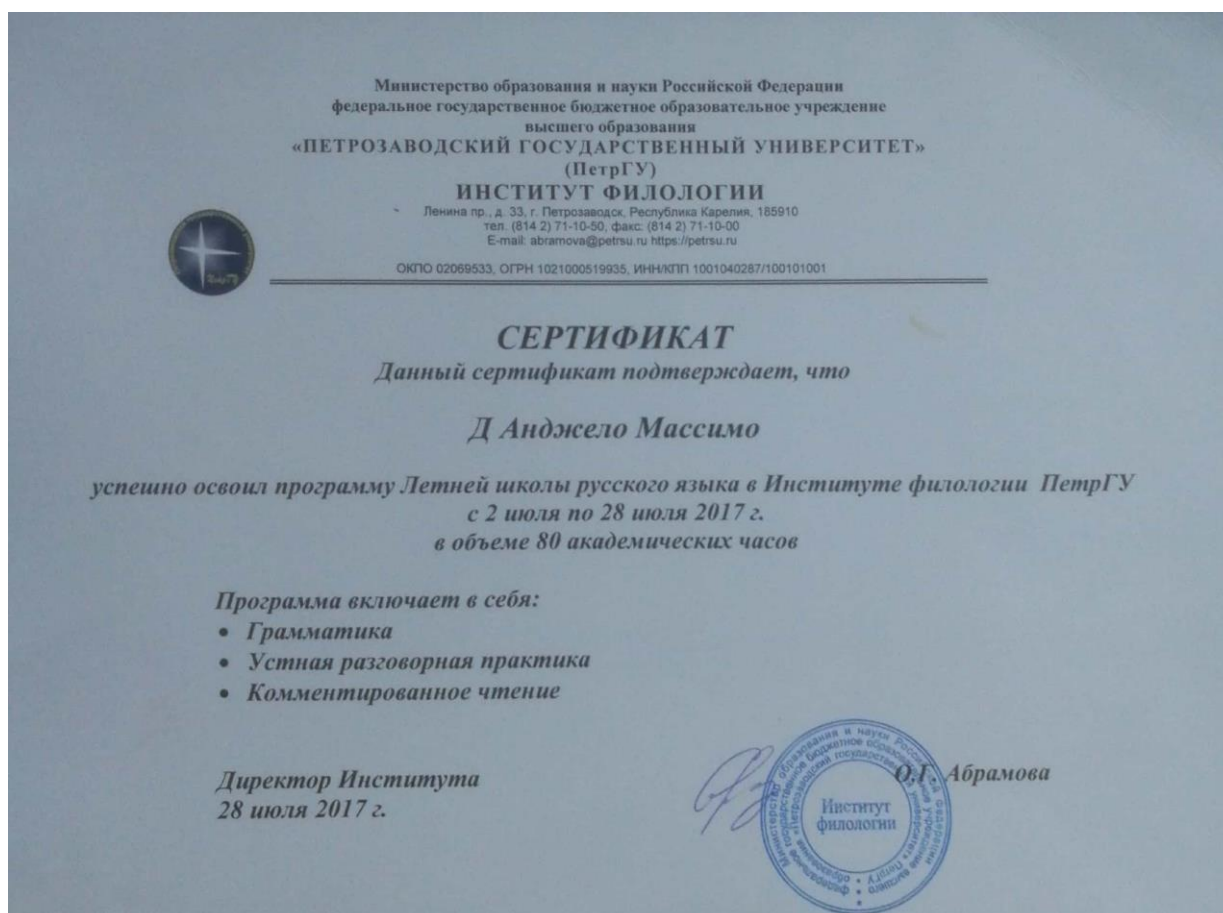 Министерство образования и науки Российской Федерации
федеральное государственное бюджетное образовательное учреждение
высшего образования
«ПЕТРОЗАВОДСКИЙ ГОСУДАРСТВЕННЫЙ УНИВЕРСИТЕТ»
(ПетрГУ)
ИНСТИТУТ ФИЛОЛОГИИ
Ленина пр., д. 33, г. Петрозаводск, Республика Карелия, 185910
тел. (814 2) 71-10-50, факс: (814 2) 71-10-00
E-mail: abramova@petrsu.ru https://petrsu.ru
ОКПО 02069533, ОГРН 1021000519935, ИНН/КПП 1001040287/100101001
ПетрГУ
СЕРТИФИКАТ
Данный сертификат подтверждает, что
Д Анджело Массимо
успешно освоил программу Летней школы русского языка в Институте филологии ПетрГУ
с 2 июля по 28 июля 2017 г.
в объеме 80 академических часов
Программа включает в себя:
• Грамматика
• Устная разговорная практика
• Комментированное чтение
Директор Института
28 июля 2017 г.
О.Г. Абрамова
Институт
филологии